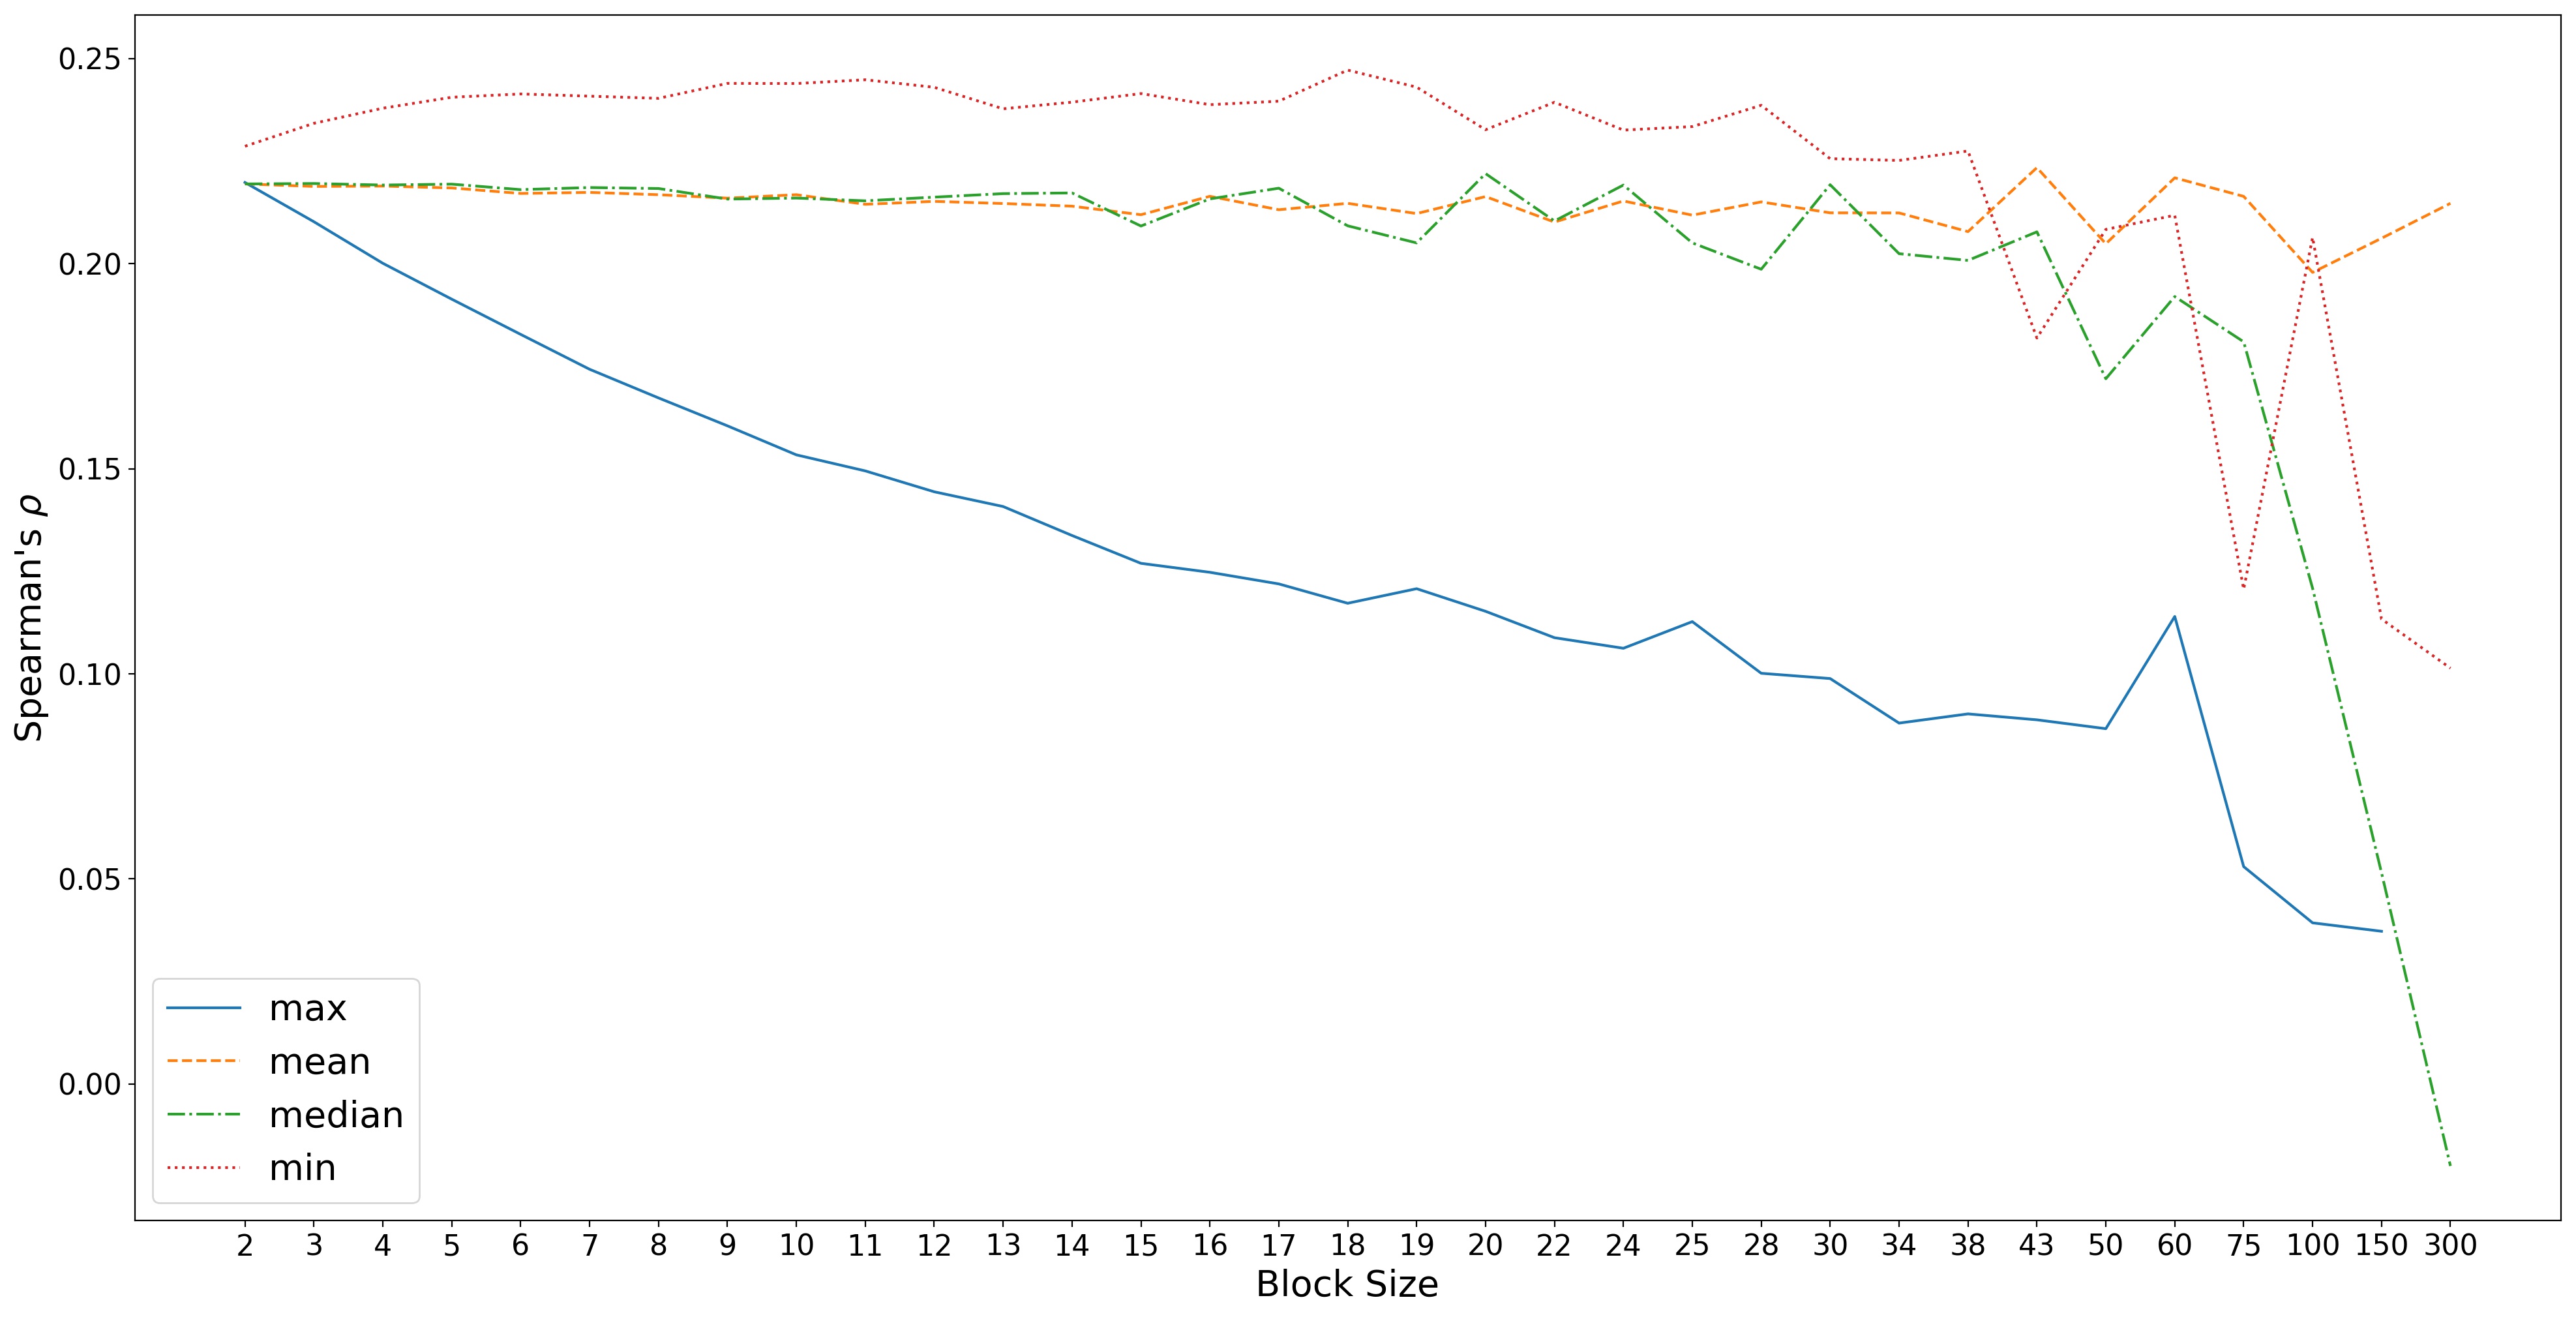 0.25
0.20
0.15
0.10
0.05
0.00
Spearman's ρ
max
mean
median
min
2 3 4 5 6 7 8 9 10 11 12 13 14 15 16 17 18 19 20 22 24 25 28 30 34 38 43 50 60 75 100 150 300
Block Size